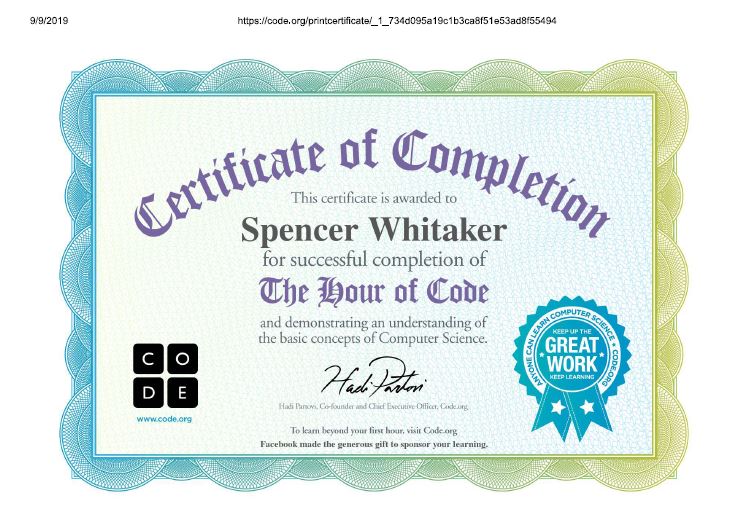 9/9/2019
https://code.org/printcertificate/_1_734d095a19c1b3ca8f51e53ad8f55494
Certificate of Completion
This certificate is awarded to
Spencer Whitaker
for successful completion of
The Hour of Code
and demonstrating an understanding of
the basic concepts of Computer Science.
C O
D E
www.code.org
Hadi Partovi
Hadi Partovi, Co-founder and Chief Executive Officer, Code.org
To learn beyond your first hour, visit Code.org
Facebook made the generous gift to sponsor your learning.
ANYONE CAN LEARN COMPUTER SCIENCE • CODE.ORG
KEEP UP THE
GREAT
WORK
KEEP LEARNING